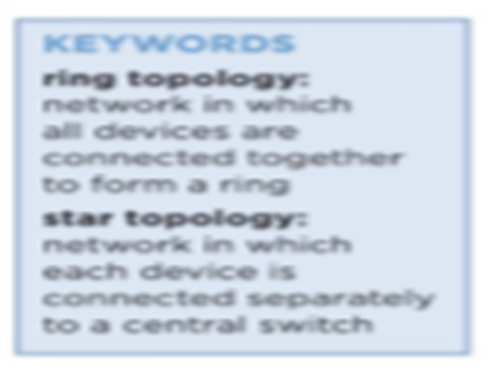 KEYWORDS
ring topology:
network in which
all devices are
connected together
to form a ring
star topology:
network in which
each device is
connected separately
to a central switch